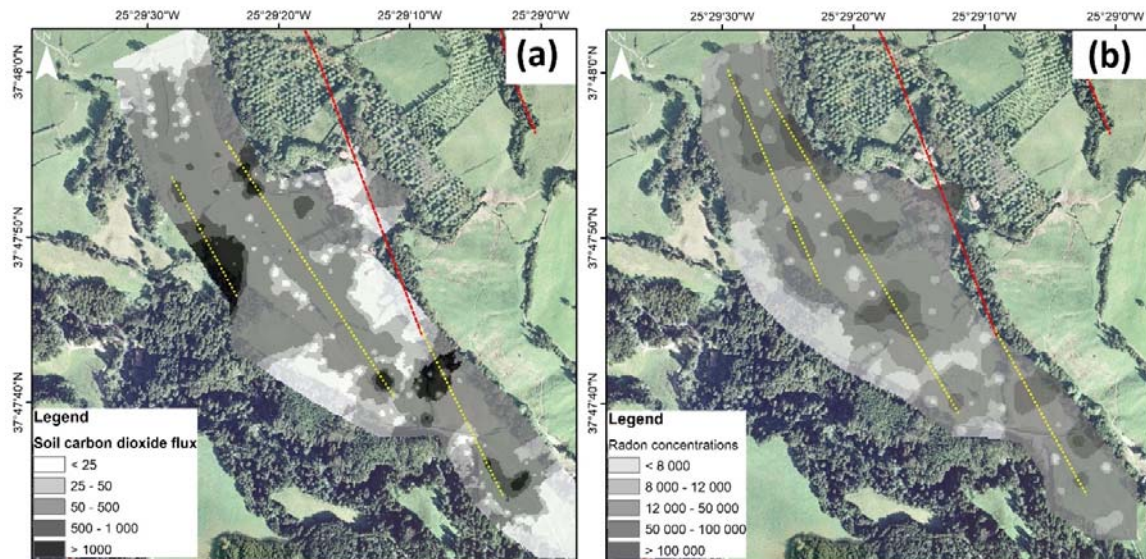 25°29'30"W 25°29'20"W 25°29'10"W 25°29'0"W
25°29'30"W 25°29'20"W 25°29'10"W 25°29'0"W
N
(a)
37°48'0"N
37°47'50"N
37°47'40"N
Legend
Soil carbon dioxide flux
< 25
25 - 50
50 - 500
500 - 1 000
> 1000
N
(b)
37°48'0"N
37°47'50"N
37°47'40"N
Legend
Radon concentrations
< 8 000
8 000 - 12 000
12 000 - 50 000
50 000 - 100 000
> 100 000